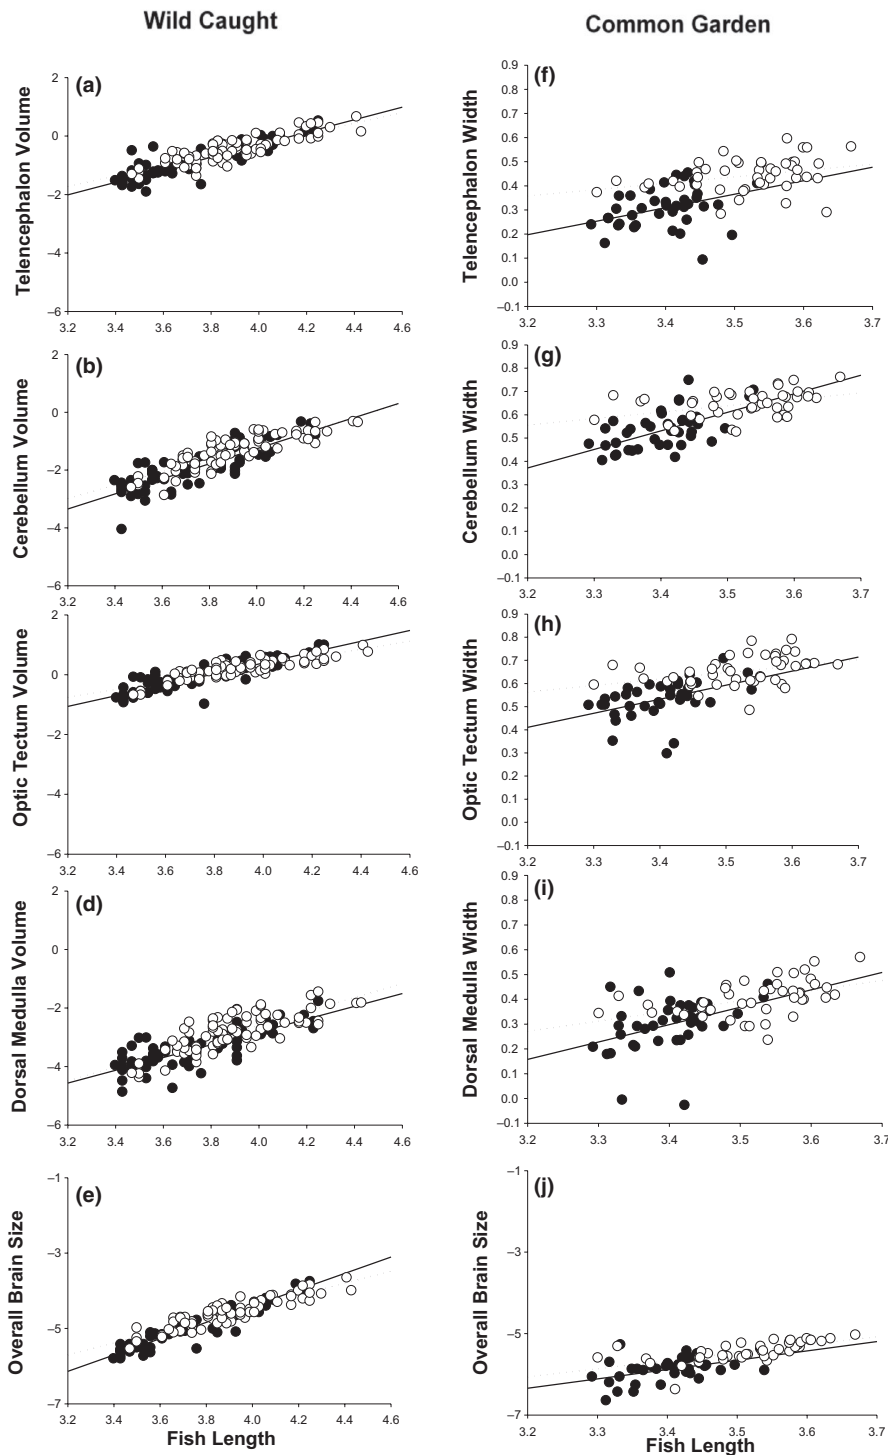 Wild Caught
Common Garden
(a)
Telencephalon Volume
2
0
–2
–4
–6
3.2 3.4 3.6 3.8 4.0 4.2 4.4 4.6
(f)
Telencephalon Width
0.9
0.8
0.7
0.6
0.5
0.4
0.3
0.2
0.1
0.0
–0.1
3.2 3.3 3.4 3.5 3.6 3.7
(b)
Cerebellum Volume
2
0
–2
–4
–6
3.2 3.4 3.6 3.8 4.0 4.2 4.4 4.6
(g)
Cerebellum Width
0.9
0.8
0.7
0.6
0.5
0.4
0.3
0.2
0.1
0.0
–0.1
3.2 3.3 3.4 3.5 3.6 3.7
Optic Tectum Volume
2
0
–2
–4
–6
3.2 3.4 3.6 3.8 4.0 4.2 4.4 4.6
(h)
Optic Tectum Width
0.9
0.8
0.7
0.6
0.5
0.4
0.3
0.2
0.1
0.0
–0.1
3.2 3.3 3.4 3.5 3.6 3.7
(d)
Dorsal Medulla Volume
2
0
–2
–4
–6
3.2 3.4 3.6 3.8 4.0 4.2 4.4 4.6
(i)
Dorsal Medulla Width
0.9
0.8
0.7
0.6
0.5
0.4
0.3
0.2
0.1
0.0
–0.1
3.2 3.3 3.4 3.5 3.6 3.7
(e)
Overall Brain Size
–1
–3
–5
–7
3.2 3.4 3.6 3.8 4.0 4.2 4.4 4.6
Fish Length
(j)
Overall Brain Size
–1
–3
–5
–7
3.2 3.3 3.4 3.5 3.6 3.7
Fish Length